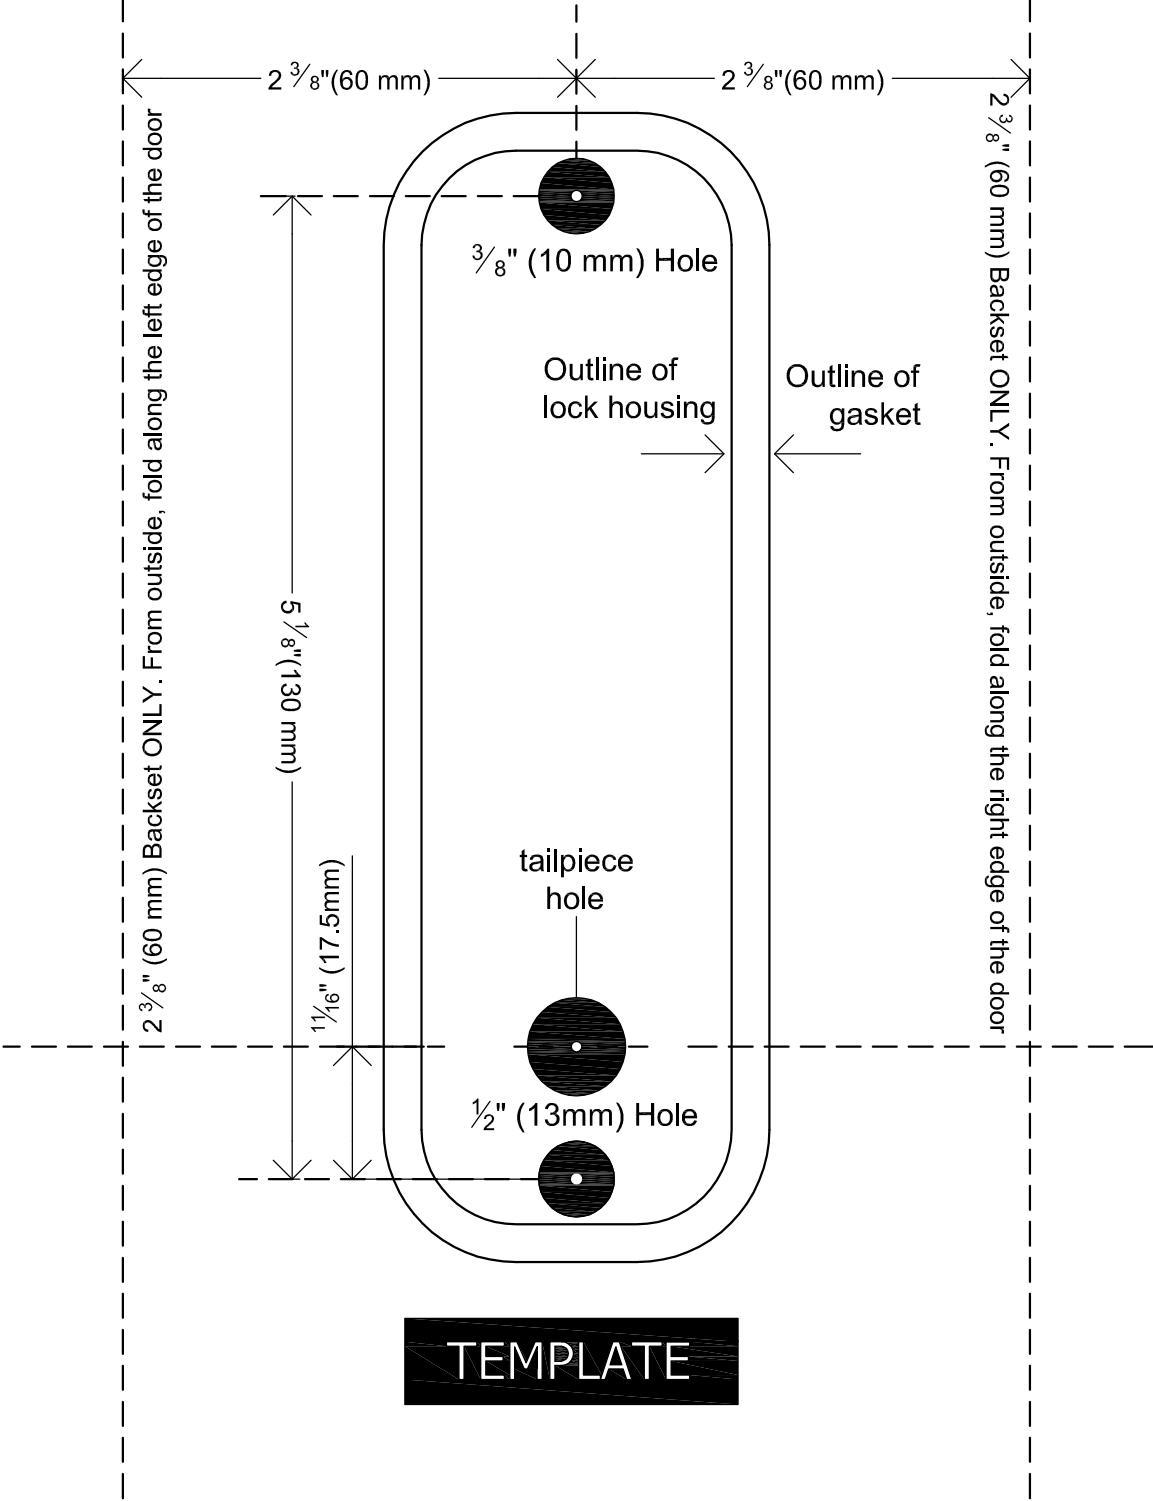 2 3⁄8"(60 mm)
2 3⁄8"(60 mm)
2 3⁄8" (60 mm) Backset ONLY. From outside, fold along the left edge of the door
2 3⁄8" (60 mm) Backset ONLY. From outside, fold along the right edge of the door
3⁄8" (10 mm) Hole
Outline of
lock housing
Outline of
gasket
5 1⁄8"(130 mm)
tailpiece
hole
11⁄16" (17.5mm)
1⁄2" (13mm) Hole
TEMPLATE